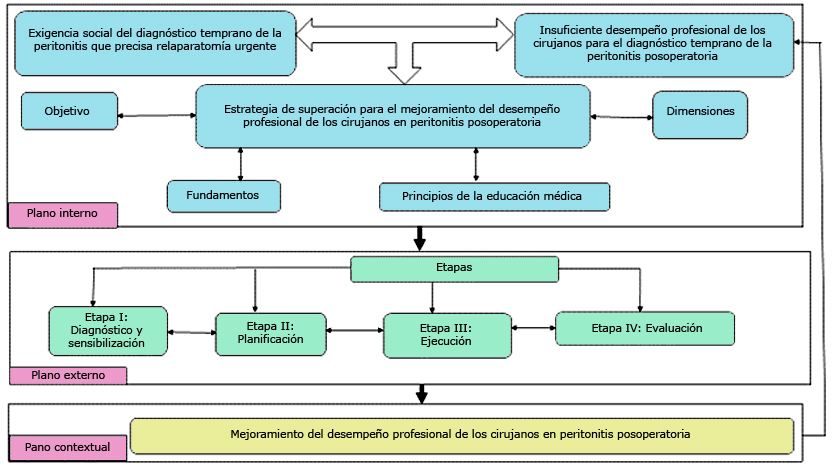 Exigencia social del diagnóstico temprano de la
peritonitis que precisa relaparatomía urgente
Insuficiente desempeño profesional de los
cirujanos para el diagnóstico temprano de la
peritonitis posoperatoria
Objetivo
Estrategia de superación para el mejoramiento del desempeño
profesional de los cirujanos en peritonitis posoperatoria
Dimensiones
Fundamentos
Principios de la educación médica
Plano interno
Etapas
Etapa I:
Diagnóstico y
sensibilización
Etapa II:
Planificación
Etapa III:
Ejecución
Etapa IV: Evaluación
Plano externo
Mejoramiento del desempeño profesional de los cirujanos en peritonitis posoperatoria
Pano contextual